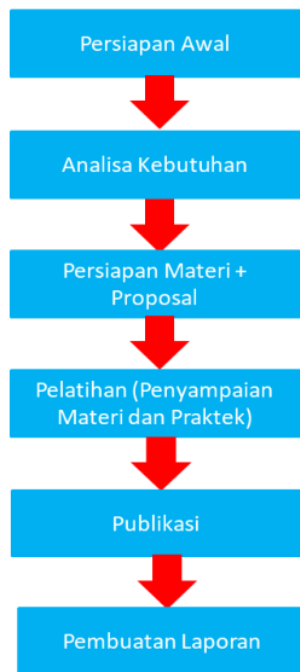 Persiapan Awal
Analisa Kebutuhan
Persiapan Materi +
Proposal
Pelatihan (Penyampaian
Materi dan Praktek)
Publikasi
Pembuatan Laporan